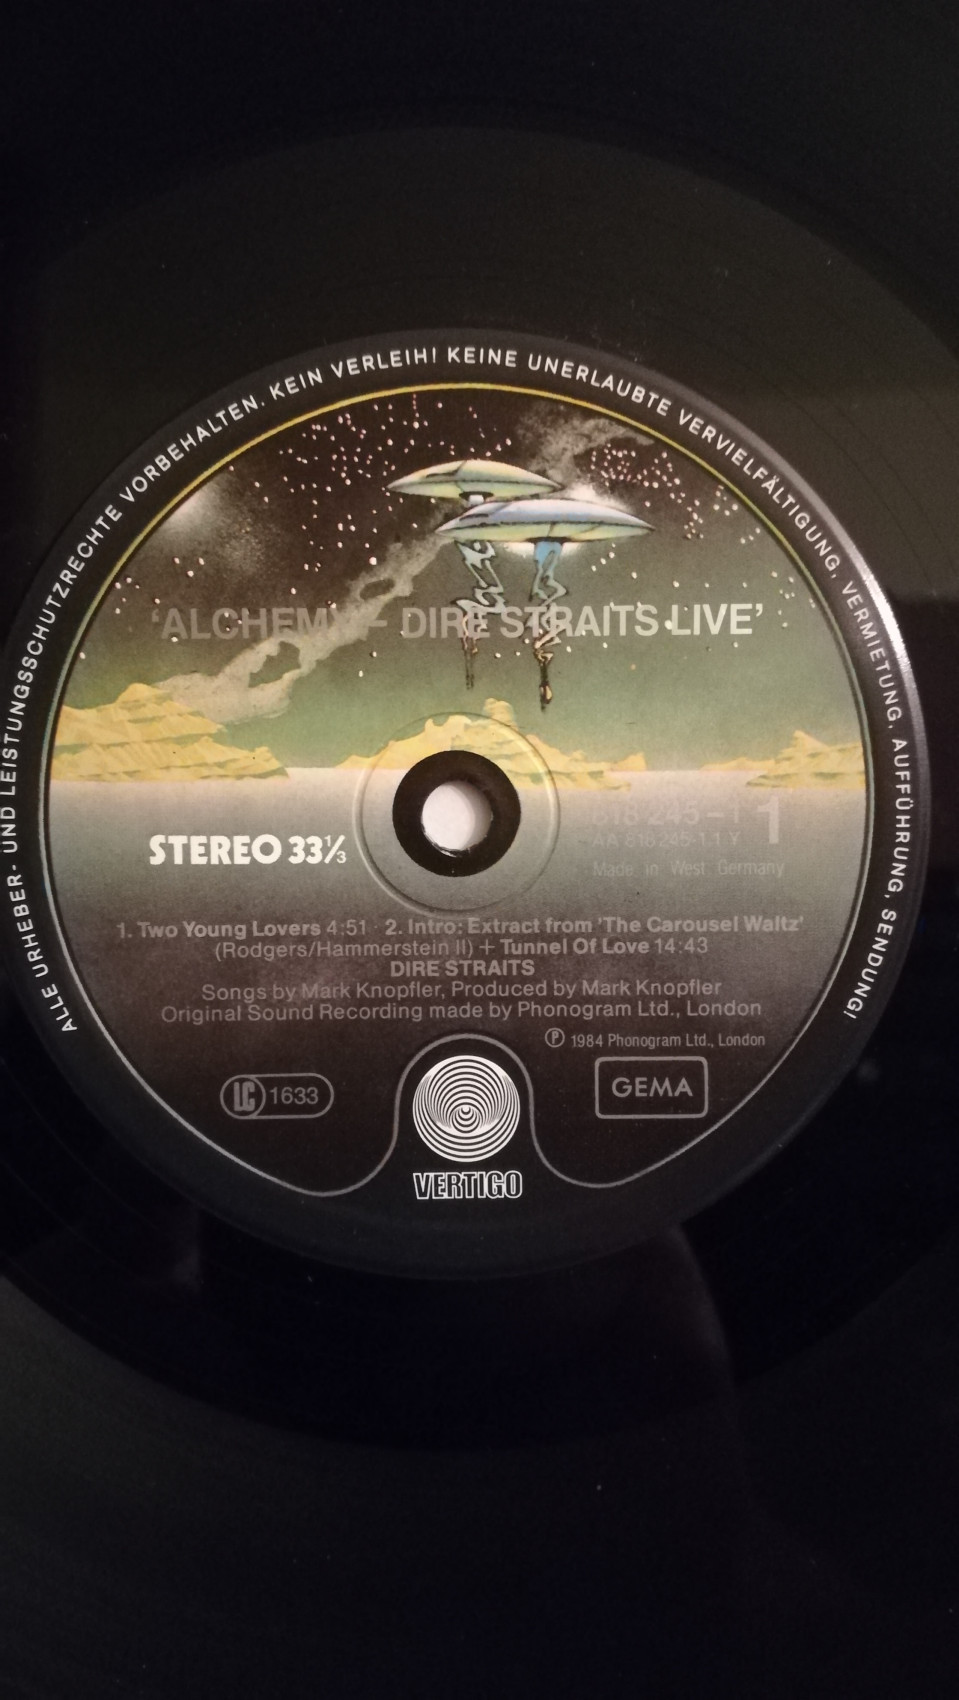 ALLE URHEBER- UND LEISTUNGSSCHUTZRECHTE VORBEHALTEN. KEIN VERLEIH! KEINE UNERLAUBTE VERVIELFÄLTIGUNG, VERMIETUNG, AUFFÜHRUNG, SENDUNG!
'ALCHEMY – DIRE STRAITS LIVE'
818 245–1 1
STEREO 33⅓
Made in West Germany
1. Two Young Lovers 4:51 · 2. Intro: Extract from 'The Carousel Waltz'
(Rodgers/Hammerstein II) + Tunnel Of Love 14:43
DIRE STRAITS
Songs by Mark Knopfler, Produced by Mark Knopfler
Original Sound Recording made by Phonogram Ltd., London
Ⓟ 1984 Phonogram Ltd., London
LC 1633
GEMA
VERTIGO